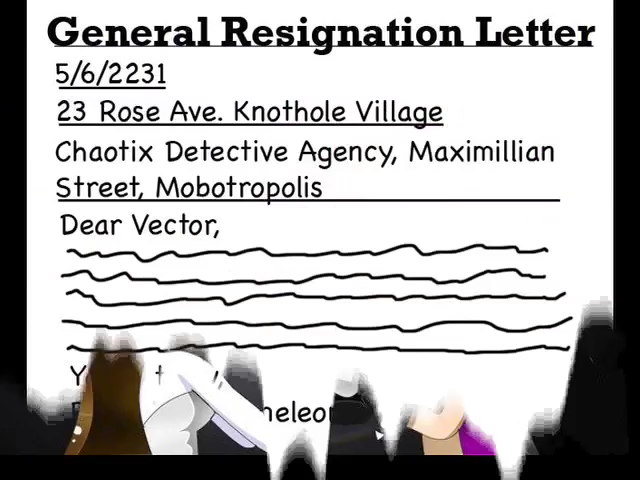 General Resignation Letter
5/6/2231
23 Rose Ave. Knothole Village
Chaotix Detective Agency, Maximillian
Street, Mobotropolis
Dear Vector,